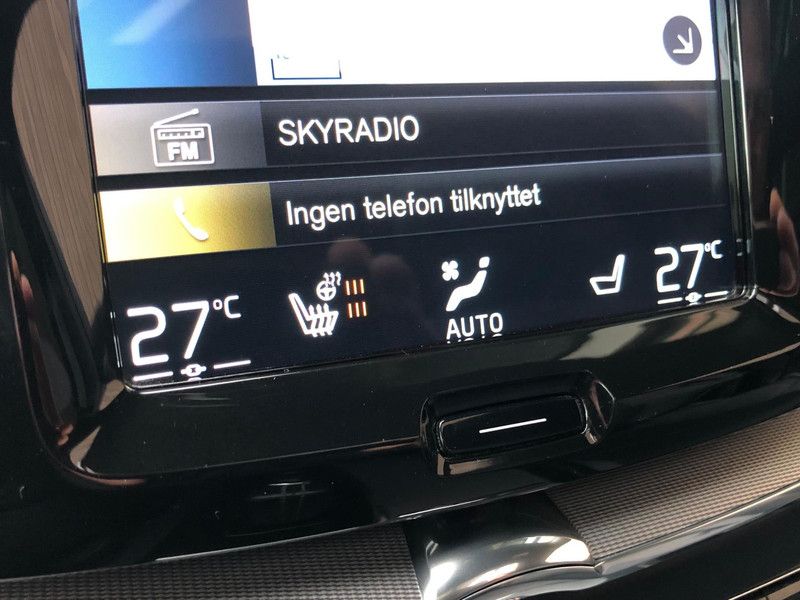 FM
SKYRADIO
Ingen telefon tilknyttet
27°C
AUTO
27°C